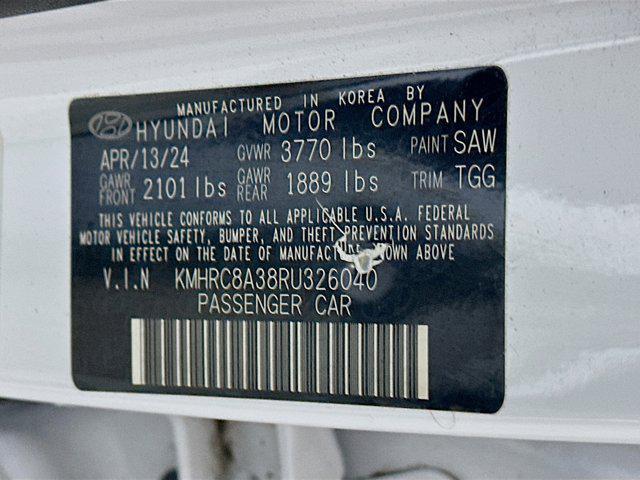 MANUFACTURED IN KOREA BY
HYUNDAI MOTOR COMPANY
APR/13/24 GVWR 3770 lbs PAINT SAW
GAWR FRONT 2101 lbs GAWR REAR 1889 lbs TRIM TGG
THIS VEHICLE CONFORMS TO ALL APPLICABLE U.S.A. FEDERAL
MOTOR VEHICLE SAFETY, BUMPER, AND THEFT PREVENTION STANDARDS
IN EFFECT ON THE DATE OF MANUFACTURE SHOWN ABOVE
V.I.N KMHRC8A38RU326040
PASSENGER CAR